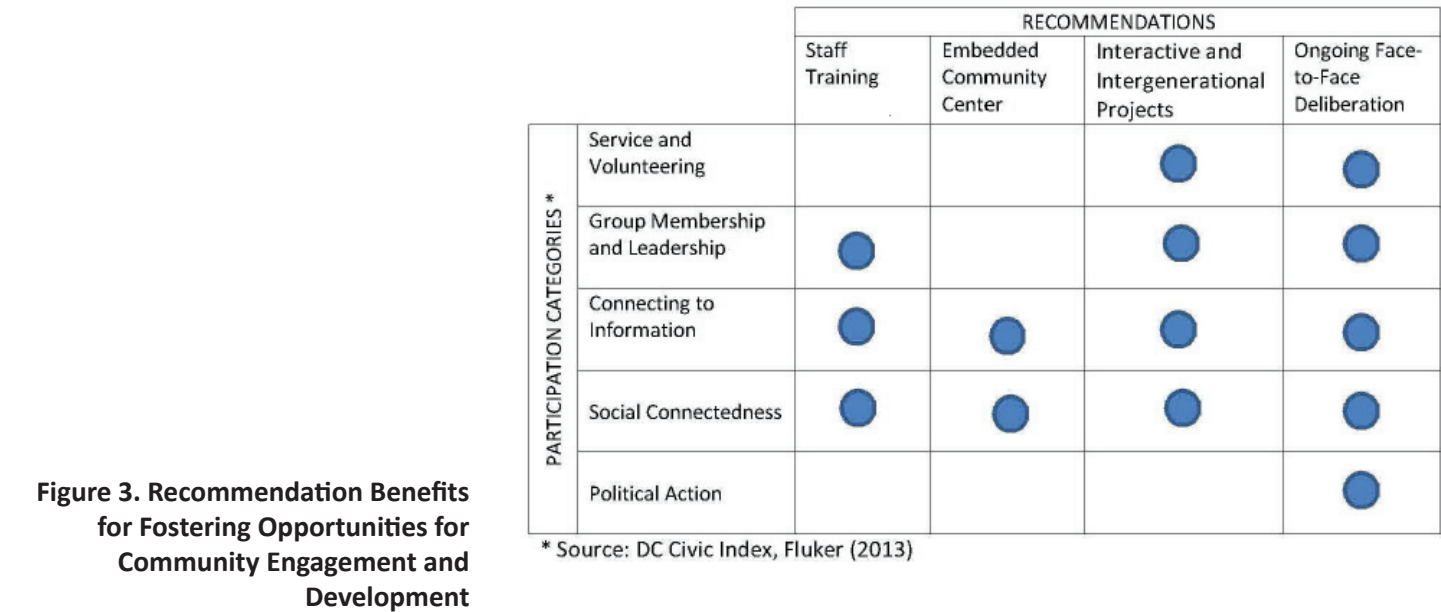 RECOMMENDATIONS
Staff Training
Embedded Community Center
Interactive and Intergenerational Projects
Ongoing Face-to-Face Deliberation
PARTICIPATION CATEGORIES *
Service and Volunteering
Group Membership and Leadership
Connecting to Information
Social Connectedness
Political Action
* Source: DC Civic Index, Fluker (2013)
Figure 3. Recommendation Benefits
for Fostering Opportunities for
Community Engagement and
Development